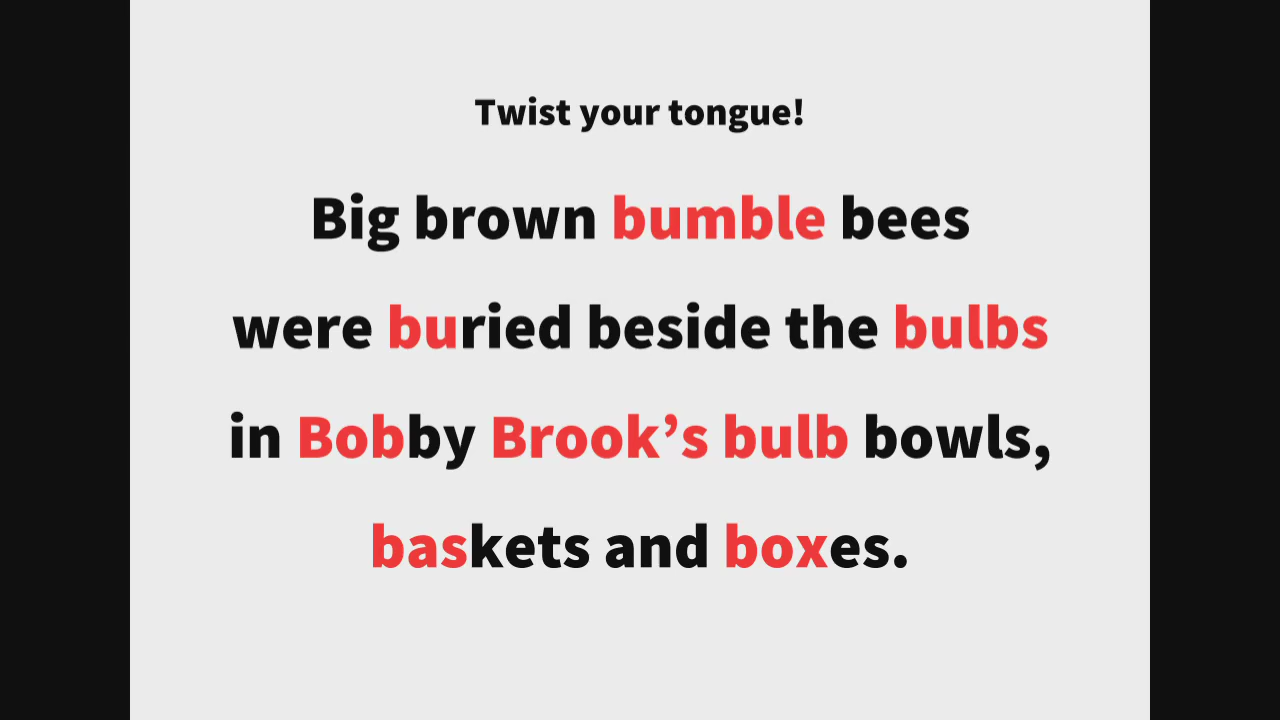 Twist your tongue!
Big brown bumble bees
were buried beside the bulbs
in Bobby Brook’s bulb bowls,
baskets and boxes.